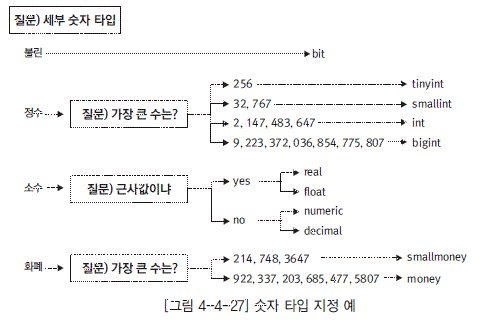 질문) 세부 숫자 타입
불린 bit
256 tinyint
32, 767 smallint
정수 질문) 가장 큰 수는?
2, 147, 483, 647 int
9, 223, 372, 036, 854, 775, 807 bigint
real
소수 질문) 근사값이냐 yes
float
numeric
no
decimal
214, 748, 3647 smallmoney
화폐 질문) 가장 큰 수는?
922, 337, 203, 685, 477, 5807 money
[그림 4-4-27] 숫자 타입 지정 예